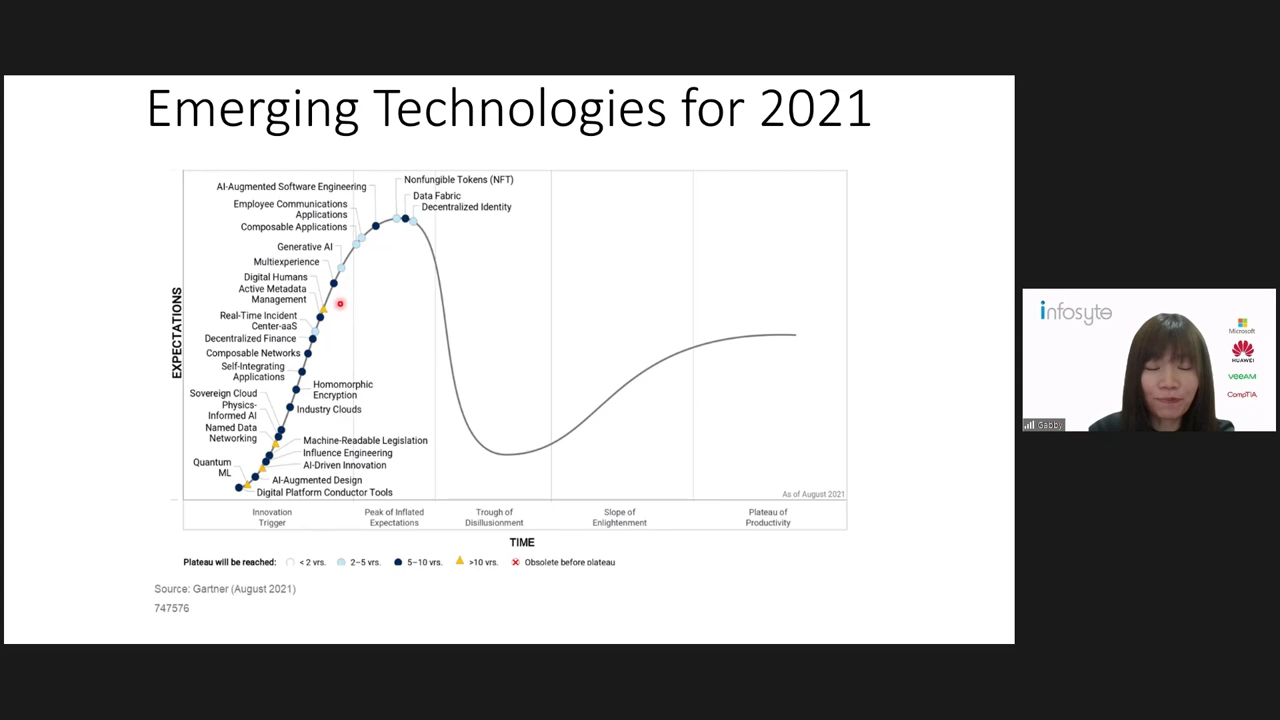 Emerging Technologies for 2021
Nonfungible Tokens (NFT)
AI-Augmented Software Engineering
Data Fabric
Employee Communications
Applications
Decentralized Identity
Composable Applications
Generative AI
Multiexperience
Digital Humans
Active Metadata
Management
Real-Time Incident
Center-aaS
Decentralized Finance
Composable Networks
Self-Integrating
Applications
Homomorphic
Encryption
Sovereign Cloud
Industry Clouds
Physics-
Informed AI
Named Data
Networking
Machine-Readable Legislation
Influence Engineering
AI-Driven Innovation
Quantum
ML
AI-Augmented Design
Digital Platform Conductor Tools
EXPECTATIONS
As of August 2021
Innovation
Trigger
Peak of Inflated
Expectations
Trough of
Disillusionment
Slope of
Enlightenment
Plateau of
Productivity
TIME
Plateau will be reached: < 2 yrs. 2–5 yrs. 5–10 yrs. >10 yrs. Obsolete before plateau
Source: Gartner (August 2021)
747576
infosyte
Microsoft
HUAWEI
veeam
CompTIA
Gabby